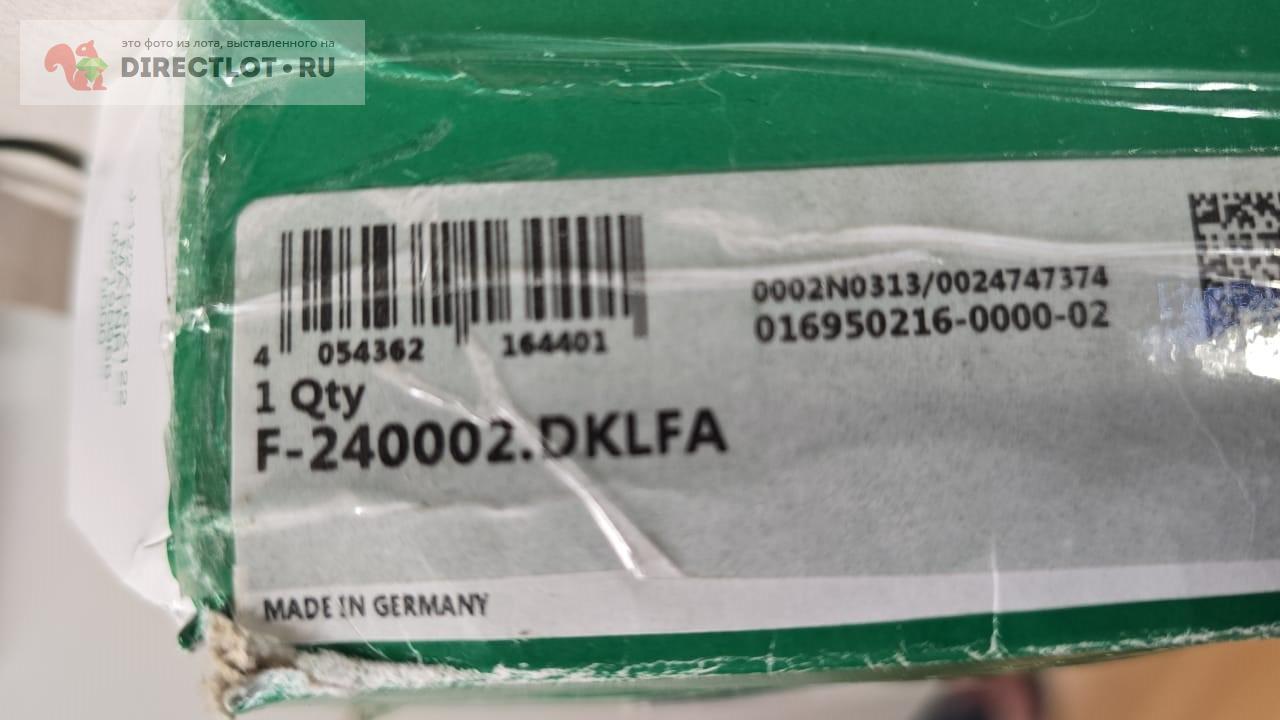 это фото из лота, выставленного на
DIRECTLOT.RU
0002N0313/0024747374
016950216-0000-02
4 054362 164401
1 Qty
F-240002.DKLFA
MADE IN GERMANY